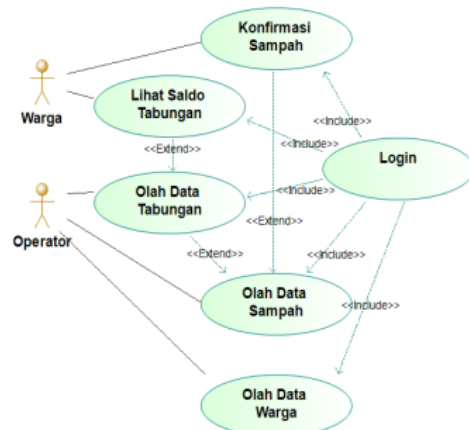 Konfirmasi
Sampah
Warga
Lihat Saldo
Tabungan
<<Include>>
<<Extend>>
<<Include>>
Login
Operator
Olah Data
Tabungan
<<Include>>
<<Extend>>
<<Extend>>
<<Include>>
Olah Data
Sampah
<<Include>>
Olah Data
Warga